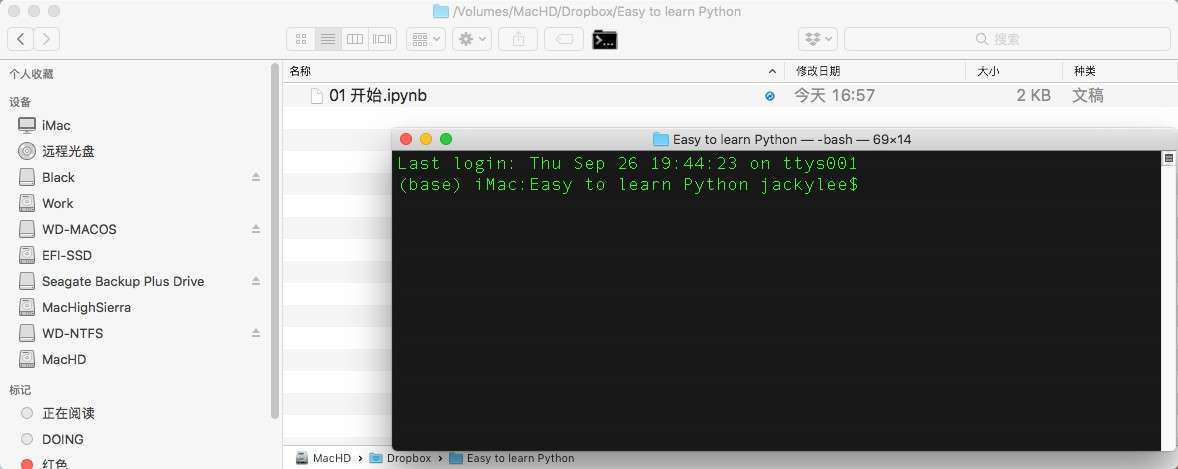 /Volumes/MacHD/Dropbox/Easy to learn Python
搜索
个人收藏
设备
iMac
远程光盘
Black
Work
WD-MACOS
EFI-SSD
Seagate Backup Plus Drive
MacHighSierra
WD-NTFS
MacHD
标记
正在阅读
DOING
红色
名称 修改日期 大小 种类
01 开始.ipynb 今天 16:57 2 KB 文稿
Easy to learn Python — -bash — 69×14
Last login: Thu Sep 26 19:44:23 on ttys001
(base) iMac:Easy to learn Python jackylee$
MacHD › Dropbox › Easy to learn Python